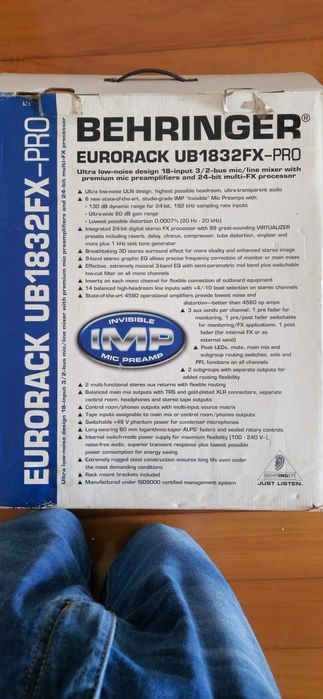 BEHRINGER®
EURORACK UB1832FX-PRO
Ultra low-noise design 18-input 3/2-bus mic/line mixer with
premium mic preamplifiers and 24-bit multi-FX processor
▲ Ultra low-noise ULN design, highest possible headroom, ultra-transparent audio
▲ 6 new state-of-the-art, studio-grade IMP "Invisible" Mic Preamps with:
• 130 dB dynamic range for 24-bit, 192 kHz sampling rate inputs
• Ultra-wide 60 dB gain range
• Lowest possible distortion 0.0007% (20 Hz - 20 kHz)
▲ Integrated 24-bit digital stereo FX processor with 99 great-sounding VIRTUALIZER
presets including reverb, delay, chorus, compressor, tube distortion, vinylizer and
more plus 1 kHz test tone generator
▲ Breathtaking 3D stereo surround effect for more vitality and enhanced stereo image
▲ 9-band stereo graphic EQ allows precise frequency correction of monitor or main mixes
▲ Effective, extremely musical 3-band EQ with semi-parametric mid band plus switchable
low-cut filter on all mono channels
▲ Inserts on each mono channel for flexible connection of outboard equipment
▲ 14 balanced high-headroom line inputs with +4/-10 level selection on stereo channels
▲ State-of-the-art 4580 operational amplifiers provide lowest noise and
distortion—better than 4560 op amps
▲ 3 aux sends per channel: 1 pre fader for
monitoring, 1 pre/post fader switchable
for monitoring/FX applications, 1 post
fader (for internal FX or as
external send)
▲ Peak LEDs, mute, main mix and
subgroup routing switches, solo and
PFL functions on all channels
▲ 2 subgroups with separate outputs for
added routing flexibility
INVISIBLE
IMP
MIC PREAMP
▲ 2 multi-functional stereo aux returns with flexible routing
▲ Balanced main mix outputs with TRS and gold-plated XLR connectors, separate
control room, headphones and stereo tape outputs
▲ Control room/phones outputs with multi-input source matrix
▲ Tape inputs assignable to main mix or control room/phones outputs
▲ Switchable +48 V phantom power for condenser microphones
▲ Long-wearing 60 mm logarithmic-taper ALPS® faders and sealed rotary controls
▲ Internal switch-mode power supply for maximum flexibility (100 - 240 V~),
noise-free audio, superior transient response plus lowest possible
power consumption for energy saving
▲ Extremely rugged steel construction ensures long life even under
the most demanding conditions
▲ Rack mount brackets included
▲ Manufactured under ISO9000 certified management system
BEHRINGER
JUST LISTEN.
EURORACK UB1832FX-PRO
Ultra low-noise design 18-input 3/2-bus mic/line mixer with premium mic preamplifiers and 24-bit multi-FX processor